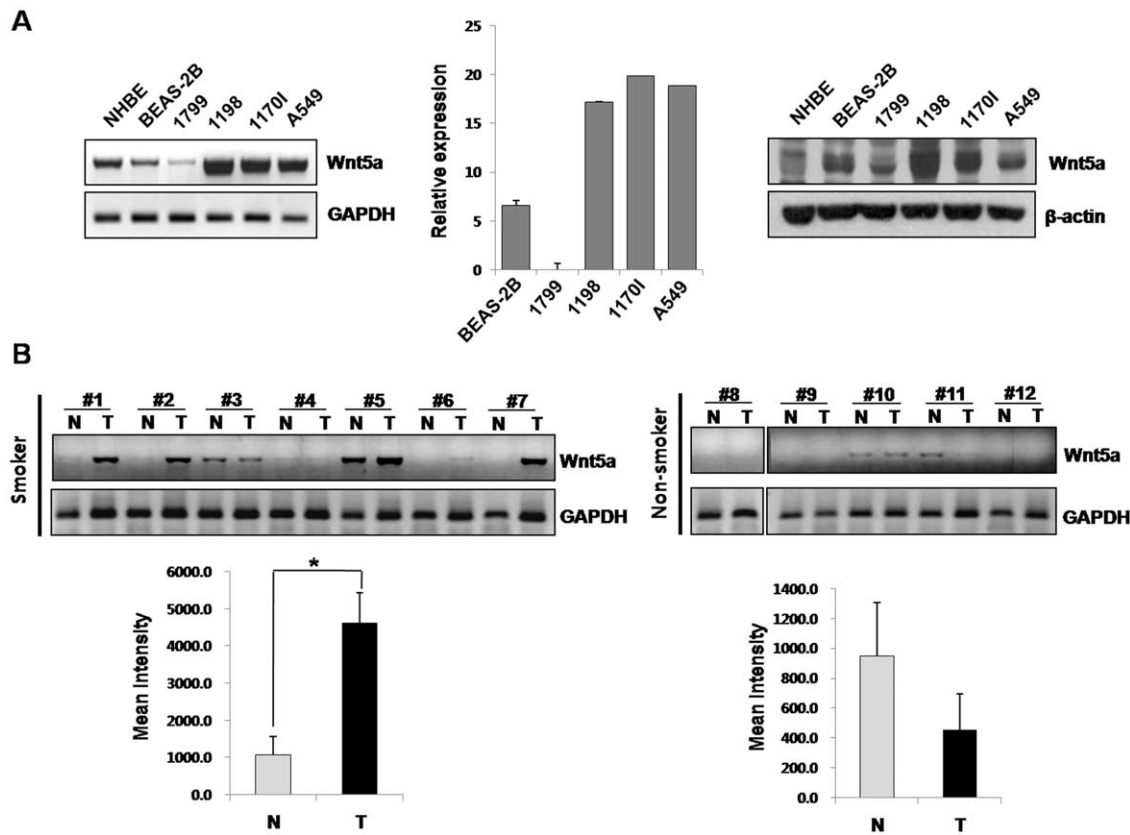 A
NHBE BEAS-2B 1799 1198 1170I A549
Wnt5a
GAPDH
Relative expression
25
20
15
10
5
0
BEAS-2B 1799 1198 1170I A549
NHBE BEAS-2B 1799 1198 1170I A549
Wnt5a
β-actin
B
Smoker
#1 #2 #3 #4 #5 #6 #7
N T N T N T N T N T N T N T
Wnt5a
GAPDH
Non-smoker
#8 #9 #10 #11 #12
N T N T N T N T N T
Wnt5a
GAPDH
Mean Intensity
6000.0
5000.0
4000.0
3000.0
2000.0
1000.0
0.0
*
N T
Mean Intensity
1400.0
1200.0
1000.0
800.0
600.0
400.0
200.0
0.0
N T